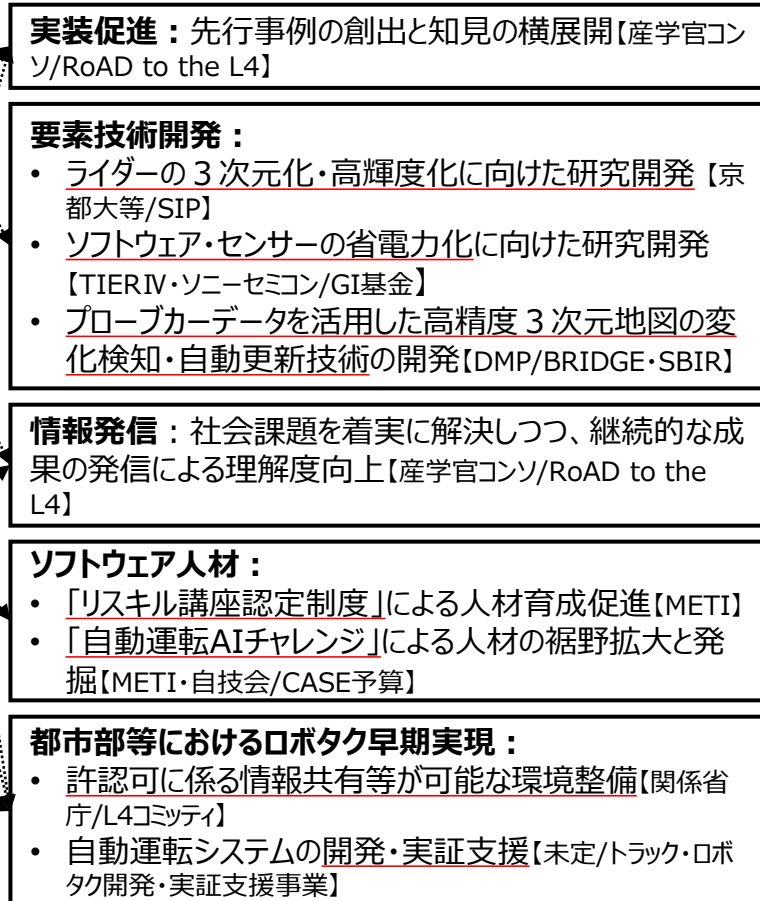 実装促進：先行事例の創出と知見の横展開【産学官コン
ソ/RoAD to the L4】
要素技術開発：
• ライダーの３次元化・高輝度化に向けた研究開発【京
都大等/SIP】
• ソフトウェア・センサーの省電力化に向けた研究開発
【TIERⅣ・ソニーセミコン/GI基金】
• プローブカーデータを活用した高精度３次元地図の変
化検知・自動更新技術の開発【DMP/BRIDGE・SBIR】
情報発信：社会課題を着実に解決しつつ、継続的な成
果の発信による理解度向上【産学官コンソ/RoAD to the
L4】
ソフトウェア人材：
• 「リスキル講座認定制度」による人材育成促進【METI】
• 「自動運転AIチャレンジ」による人材の裾野拡大と発
掘【METI・自技会/CASE予算】
都市部等におけるロボタク早期実現：
• 許認可に係る情報共有等が可能な環境整備【関係省
庁/L4コミッティ】
• 自動運転システムの開発・実証支援【未定/トラック・ロボ
タク開発・実証支援事業】